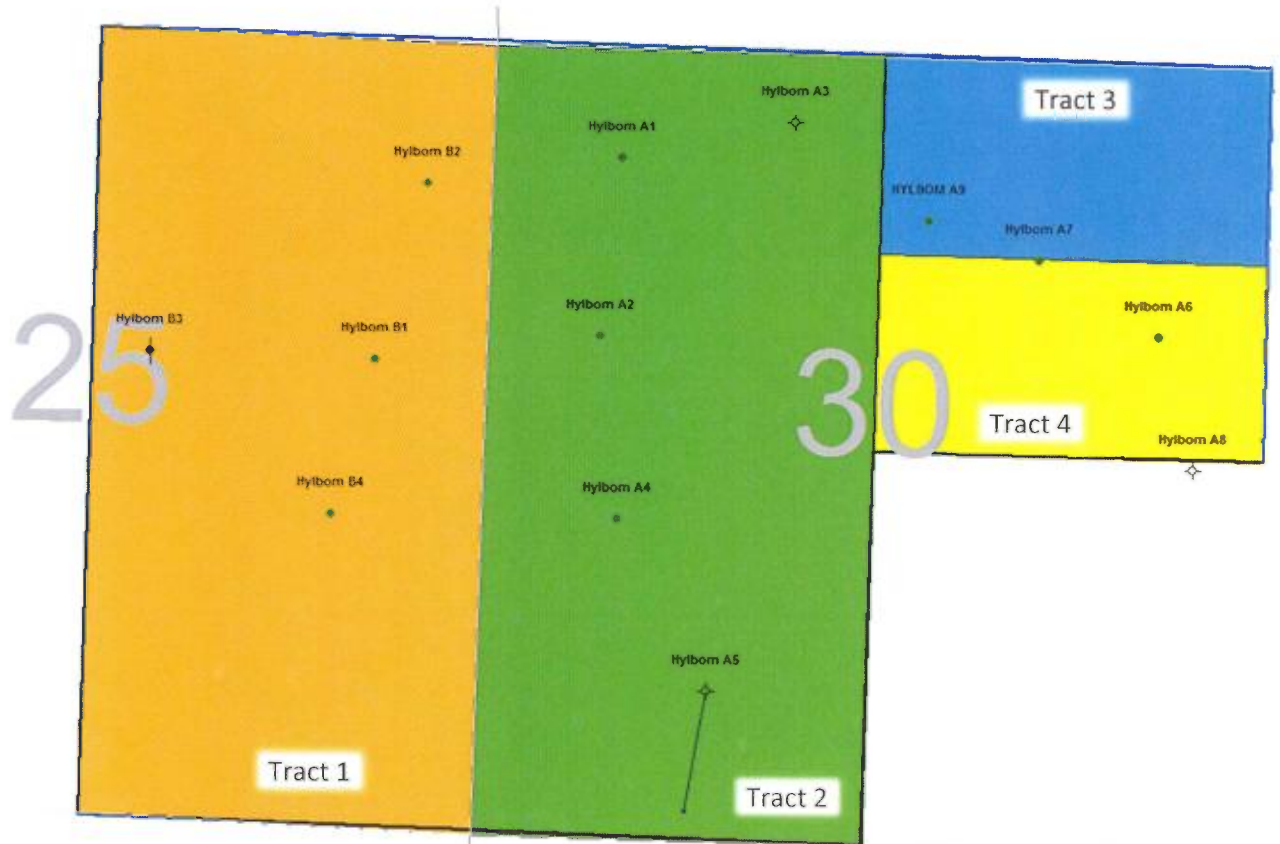 Hylbom A3
Tract 3
Hylbom A1
Hylbom B2
HYLBOM A9
Hylbom A7
Hylbom A2
Hylbom A6
Hylbom B3
Hylbom B1
25
30
Tract 4
Hylbom A8
Hylbom B4
Hylbom A4
Hylbom A5
Tract 1
Tract 2